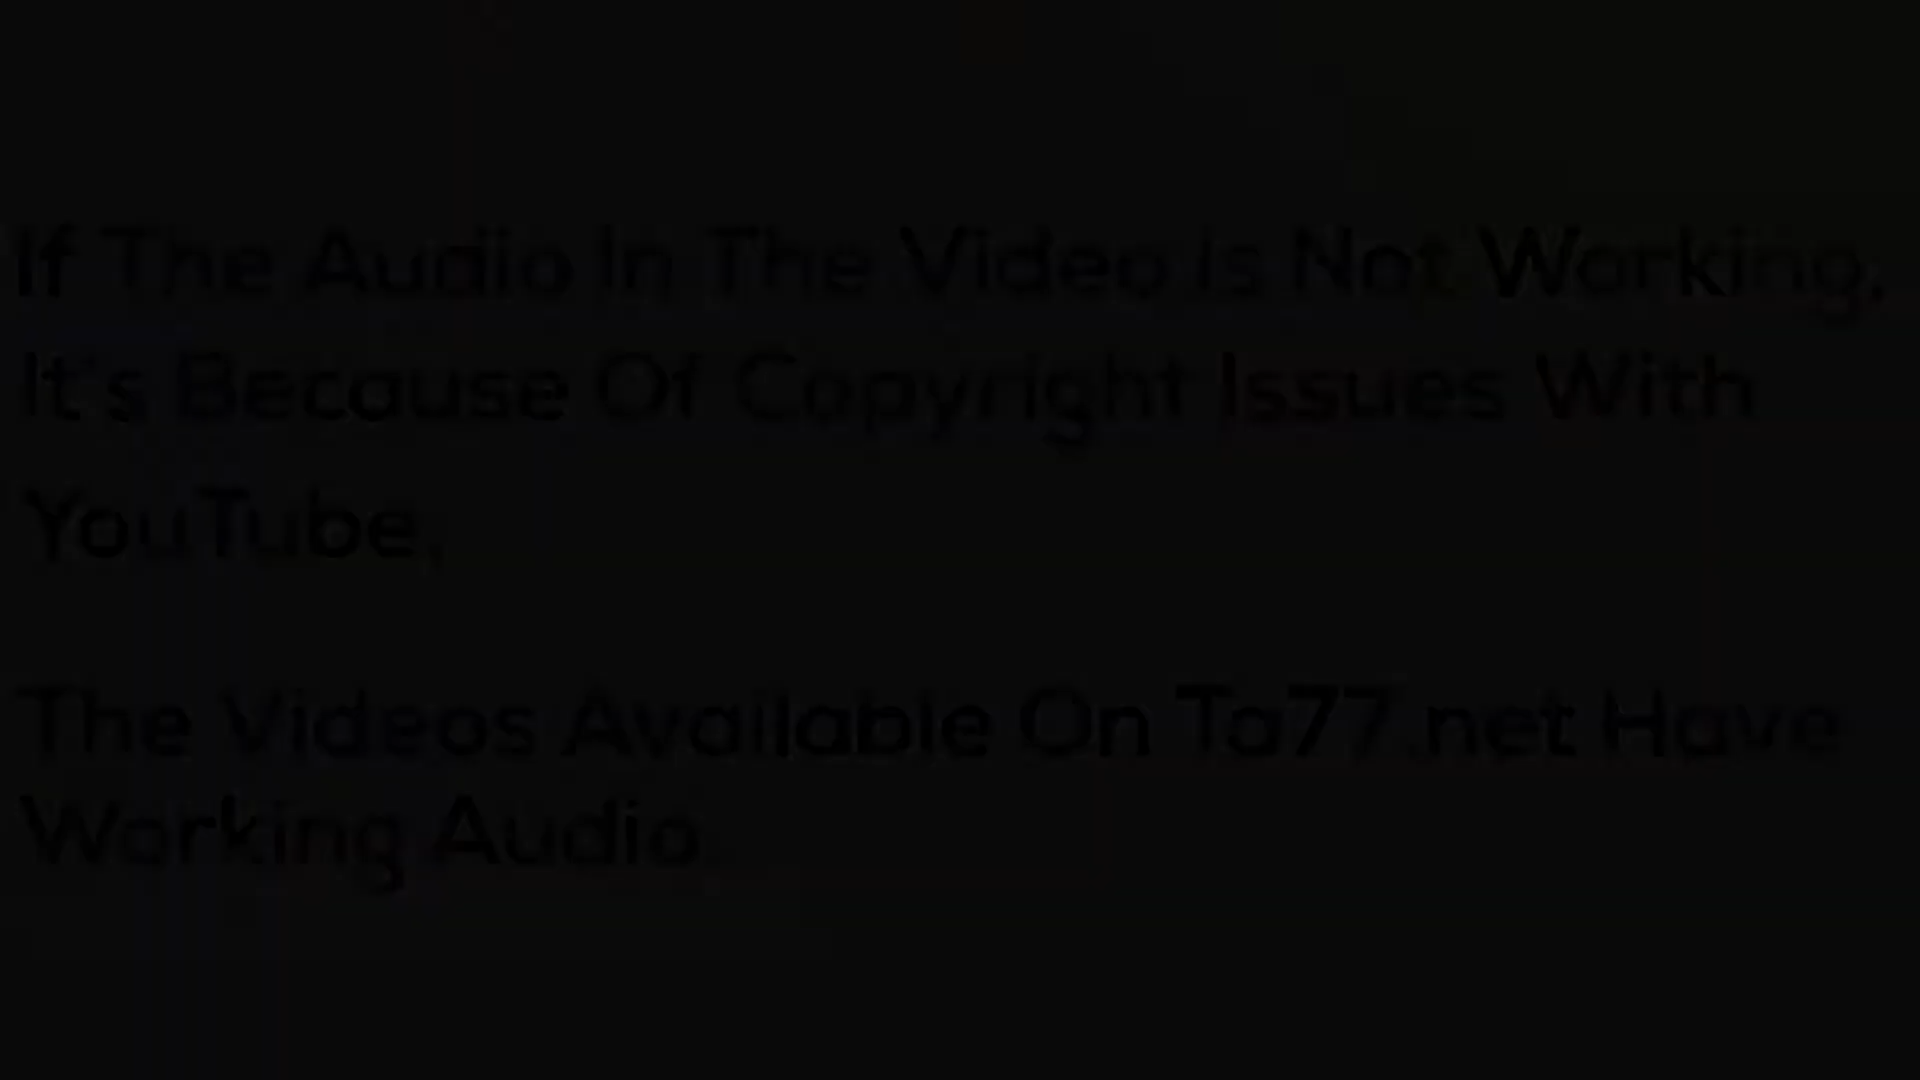 If The Audio In The Video Is Not Working,
It's Because Of Copyright Issues With
YouTube,
The Videos Available On Ta77.net Have
Working Audio.